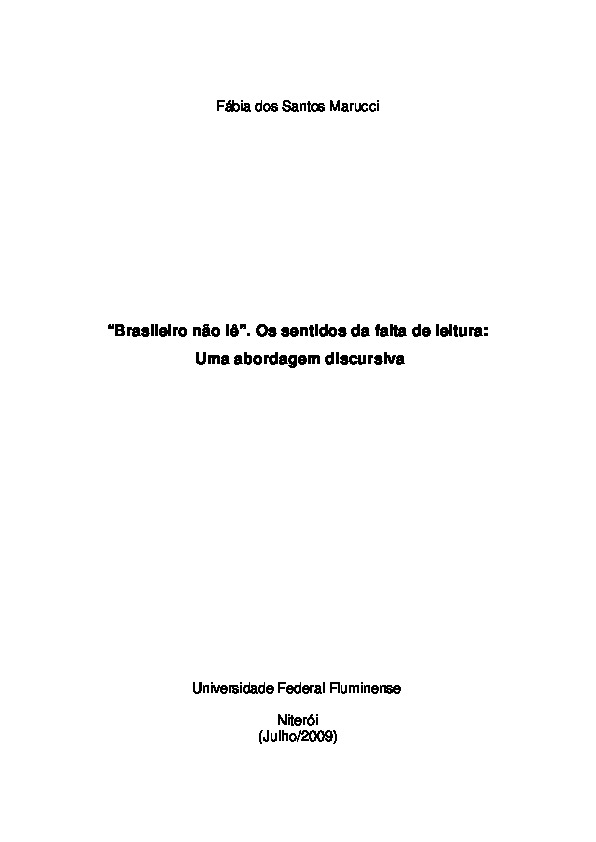 Fábia dos Santos Marucci
“Brasileiro não lê”. Os sentidos da falta de leitura:
Uma abordagem discursiva
Universidade Federal Fluminense
Niterói
(Julho/2009)